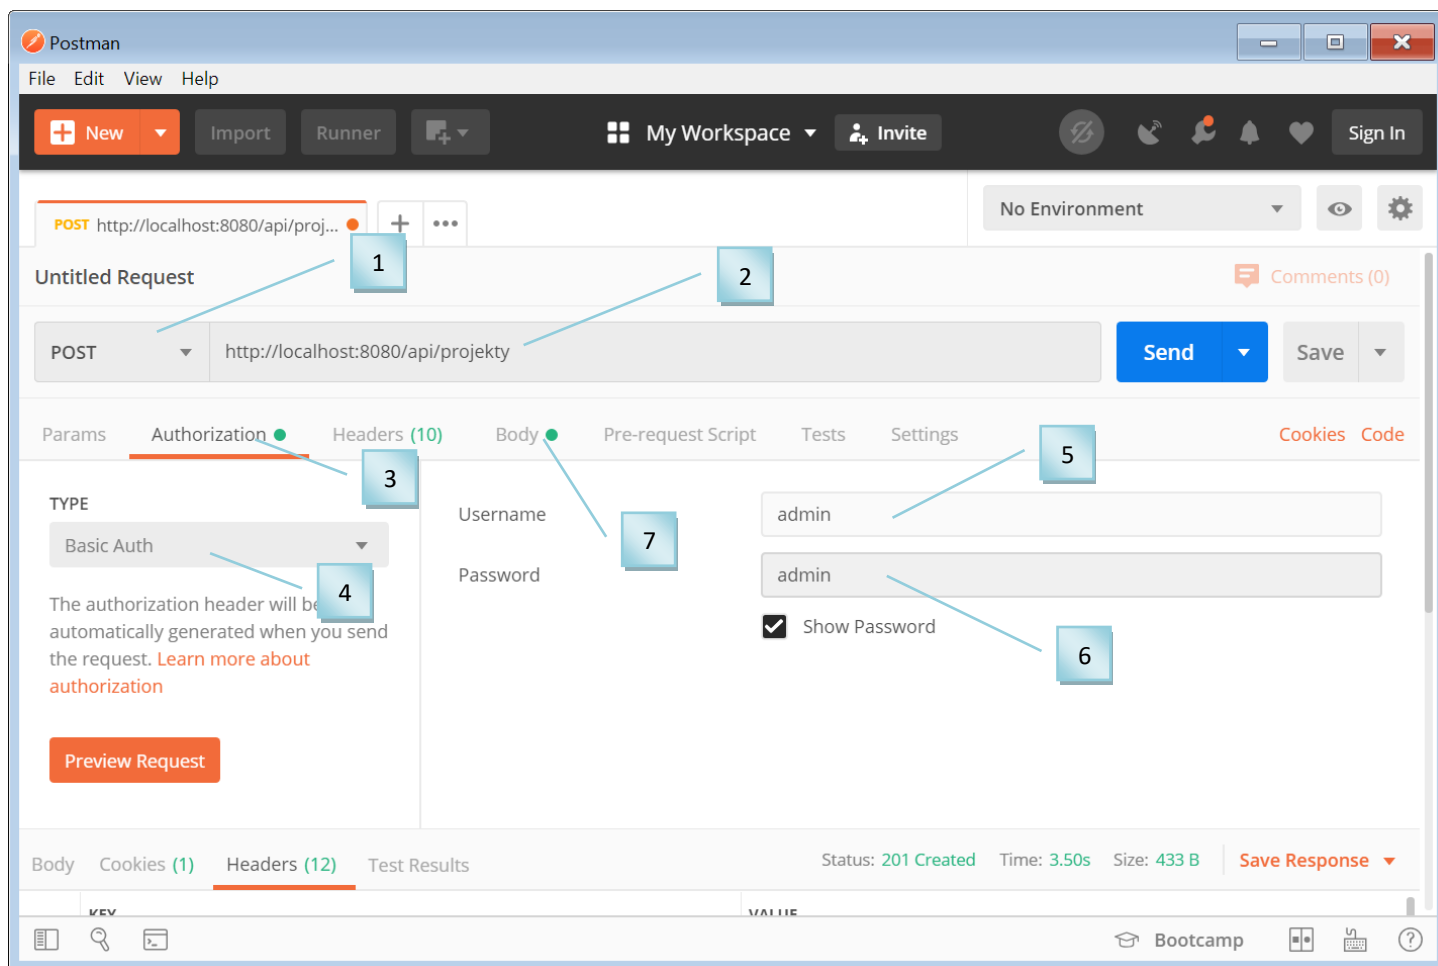 Postman
File Edit View Help
New Import Runner My Workspace Invite Sign In
POST http://localhost:8080/api/proj... No Environment
1
2
Untitled Request Comments (0)
POST http://localhost:8080/api/projekty Send Save
Params Authorization Headers (10) Body Pre-request Script Tests Settings Cookies Code
3
5
TYPE
Username admin
7
Basic Auth
Password admin
4
The authorization header will be
automatically generated when you send
the request. Learn more about
authorization
Show Password
6
Preview Request
Body Cookies (1) Headers (12) Test Results Status: 201 Created Time: 3.50s Size: 433 B Save Response
KEY VALUE
Bootcamp